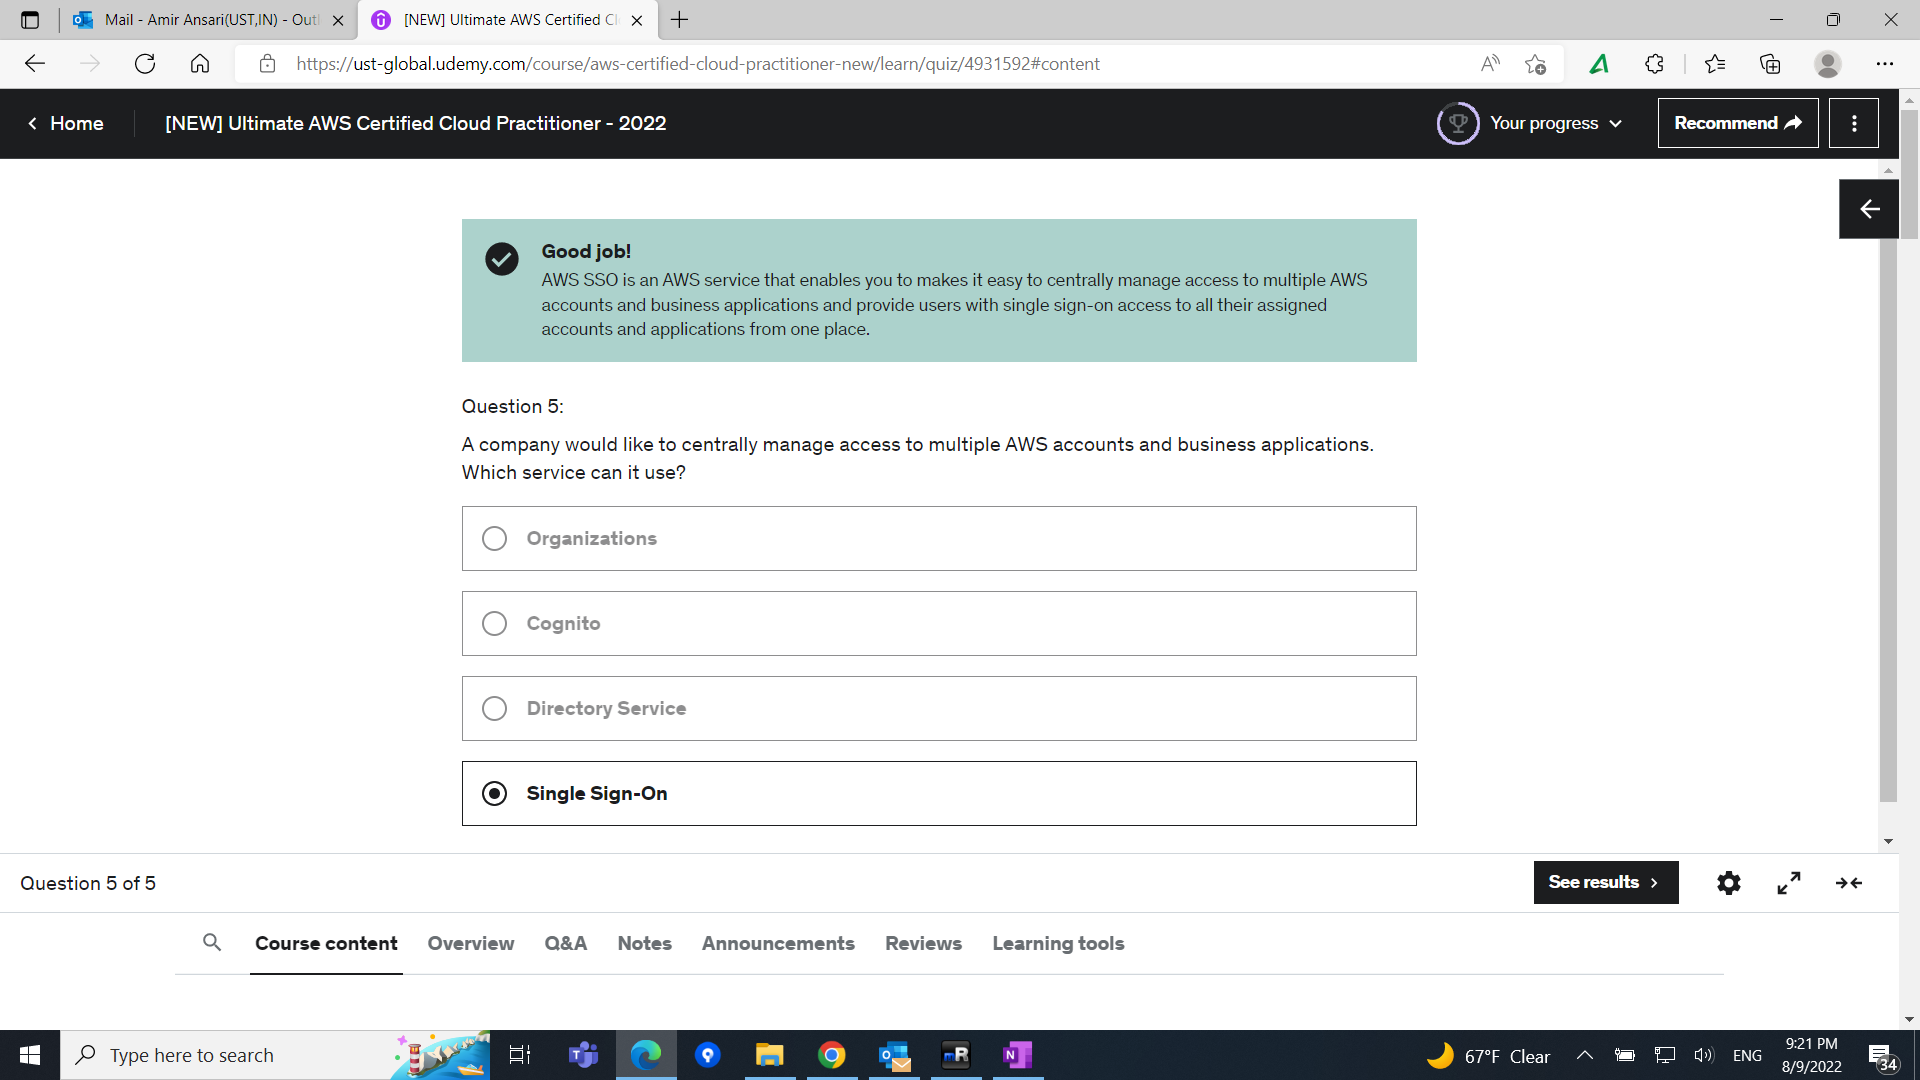 Mail - Amir Ansari(UST,IN) - Out
[NEW] Ultimate AWS Certified Cl
https://ust-global.udemy.com/course/aws-certified-cloud-practitioner-new/learn/quiz/4931592#content
Home
[NEW] Ultimate AWS Certified Cloud Practitioner - 2022
Your progress
Recommend
Good job!
AWS SSO is an AWS service that enables you to makes it easy to centrally manage access to multiple AWS
accounts and business applications and provide users with single sign-on access to all their assigned
accounts and applications from one place.
Question 5:
A company would like to centrally manage access to multiple AWS accounts and business applications.
Which service can it use?
Organizations
Cognito
Directory Service
Single Sign-On
Question 5 of 5
See results
Course content Overview Q&A Notes Announcements Reviews Learning tools
Type here to search
67°F Clear
ENG
9:21 PM
8/9/2022
34